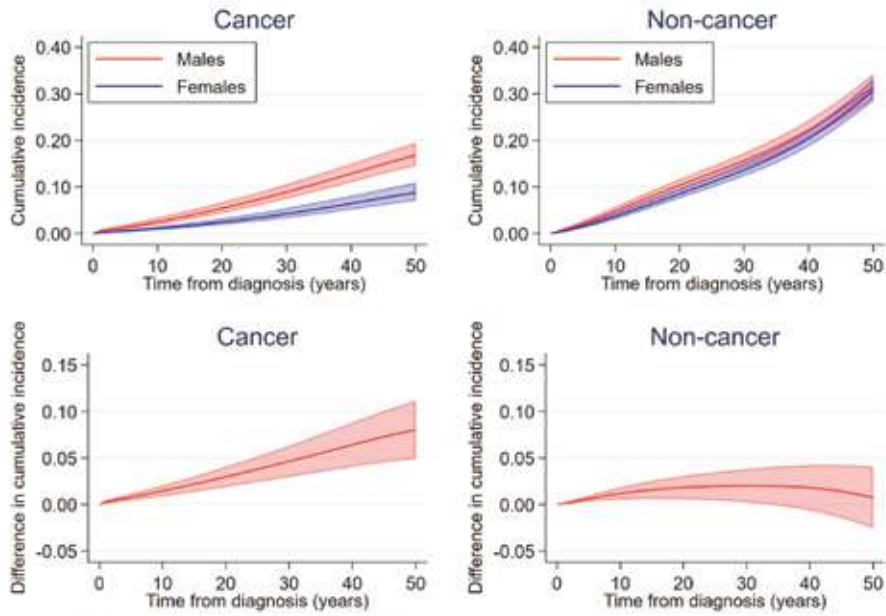 Cancer
Cumulative incidence
0.40
0.30
0.20
0.10
0.00
Males
Females
0 10 20 30 40 50
Time from diagnosis (years)
Non-cancer
Cumulative incidence
0.40
0.30
0.20
0.10
0.00
Males
Females
0 10 20 30 40 50
Time from diagnosis (years)
Cancer
Difference in cumulative incidence
0.15
0.10
0.05
0.00
-0.05
0 10 20 30 40 50
Time from diagnosis (years)
Non-cancer
Difference in cumulative incidence
0.15
0.10
0.05
0.00
-0.05
0 10 20 30 40 50
Time from diagnosis (years)